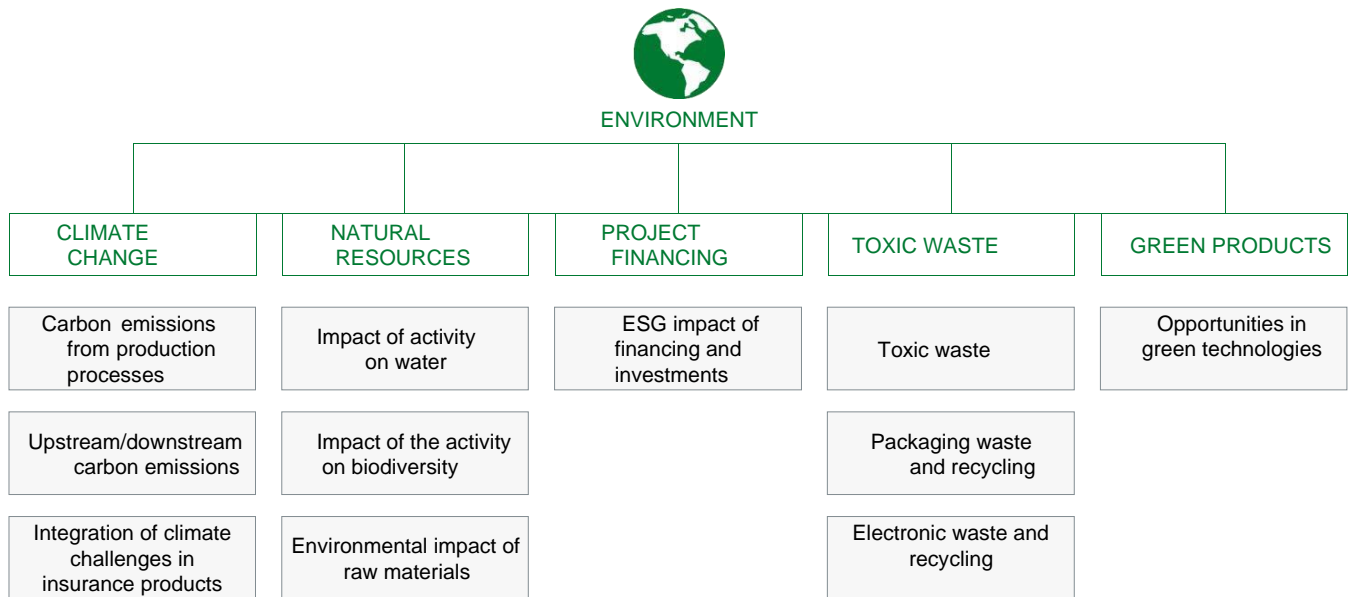 ENVIRONMENT
CLIMATE
CHANGE
NATURAL
RESOURCES
PROJECT
FINANCING
TOXIC WASTE
GREEN PRODUCTS
Carbon emissions
from production
processes
Impact of activity
on water
ESG impact of
financing and
investments
Toxic waste
Opportunities in
green technologies
Upstream/downstream
carbon emissions
Impact of the activity
on biodiversity
Packaging waste
and recycling
Integration of climate
challenges in
insurance products
Environmental impact of
raw materials
Electronic waste and
recycling